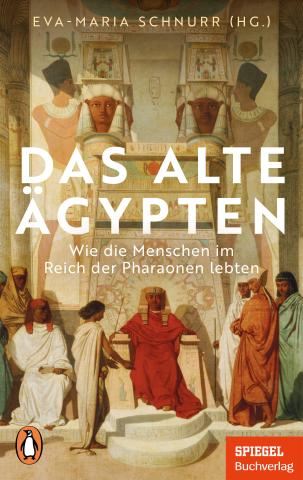 EVA-MARIA SCHNURR (HG.)
DAS ALTE
ÄGYPTEN
Wie die Menschen im
Reich der Pharaonen lebten
SPIEGEL
Buchverlag